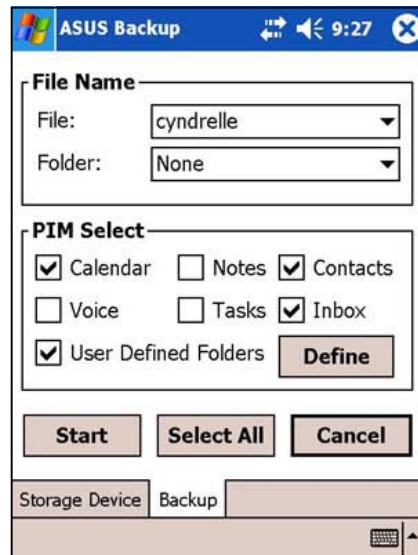 ASUS Backup 9:27
File Name
File: cyndrelle
Folder: None
PIM Select
Calendar Notes Contacts
Voice Tasks Inbox
User Defined Folders Define
Start Select All Cancel
Storage Device Backup